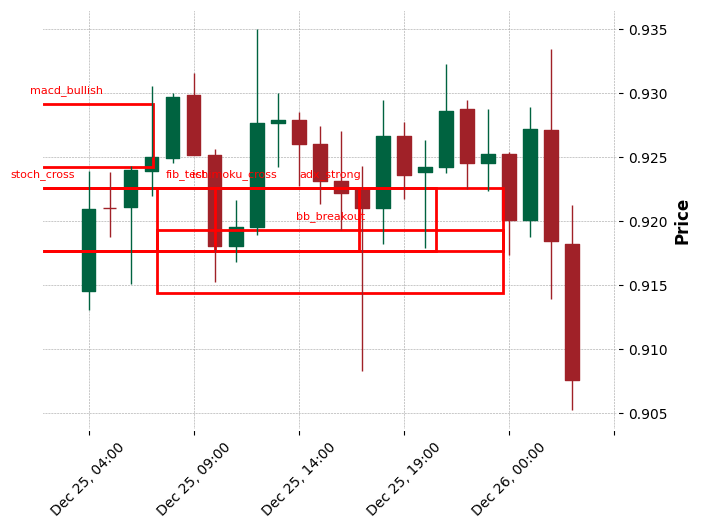 macd_bullish
stoch_cross
adx_strong
bb_breakout
0.935
0.930
0.925
0.920
0.915
0.910
0.905
Price
Dec 25, 04:00
Dec 25, 09:00
Dec 25, 14:00
Dec 25, 19:00
Dec 26, 00:00